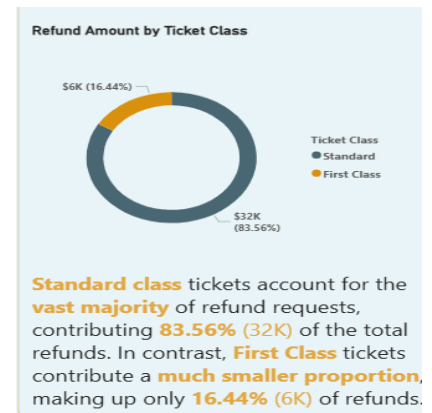 Refund Amount by Ticket Class
$6K (16.44%)
Ticket Class
Standard
First Class
$32K
(83.56%)
Standard class tickets account for the
vast majority of refund requests,
contributing 83.56% (32K) of the total
refunds. In contrast, First Class tickets
contribute a much smaller proportion,
making up only 16.44% (6K) of refunds.